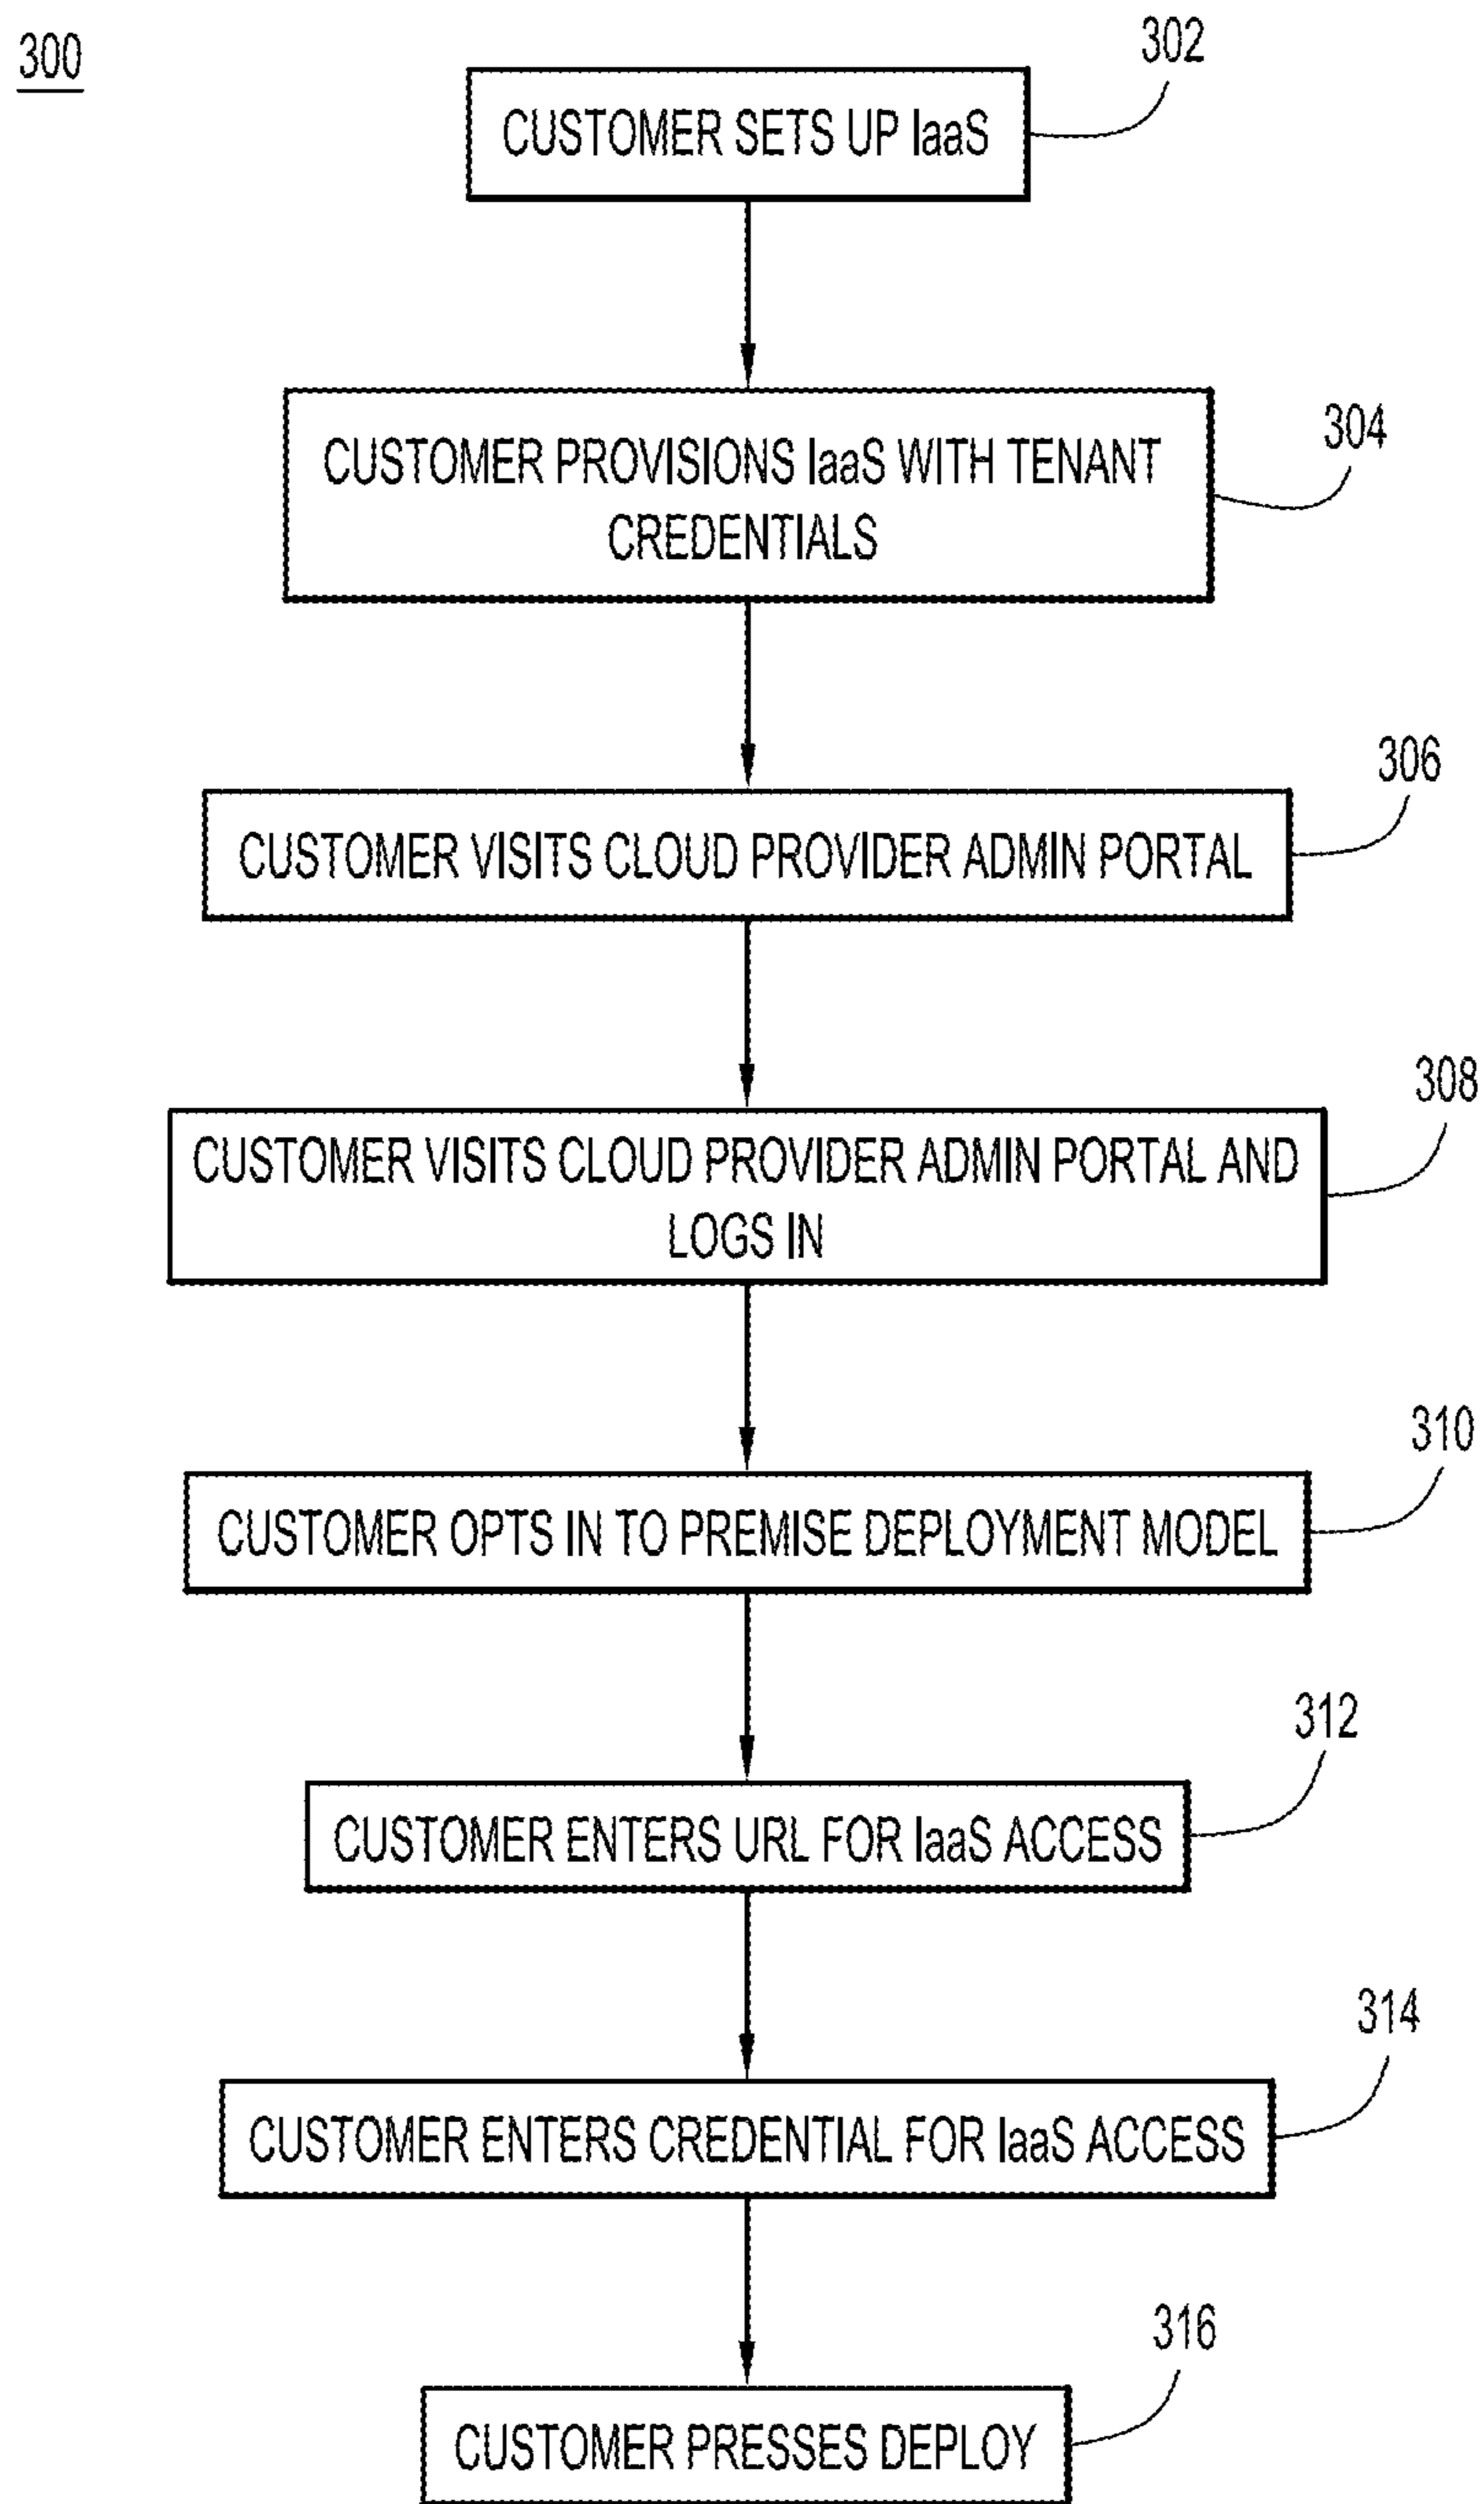 300
302
CUSTOMER SETS UP IaaS
304
CUSTOMER PROVISIONS IaaS WITH TENANT
CREDENTIALS
306
CUSTOMER VISITS CLOUD PROVIDER ADMIN PORTAL
308
CUSTOMER VISITS CLOUD PROVIDER ADMIN PORTAL AND
LOGS IN
310
CUSTOMER OPTS IN TO PREMISE DEPLOYMENT MODEL
312
CUSTOMER ENTERS URL FOR IaaS ACCESS
314
CUSTOMER ENTERS CREDENTIAL FOR IaaS ACCESS
316
CUSTOMER PRESSES DEPLOY